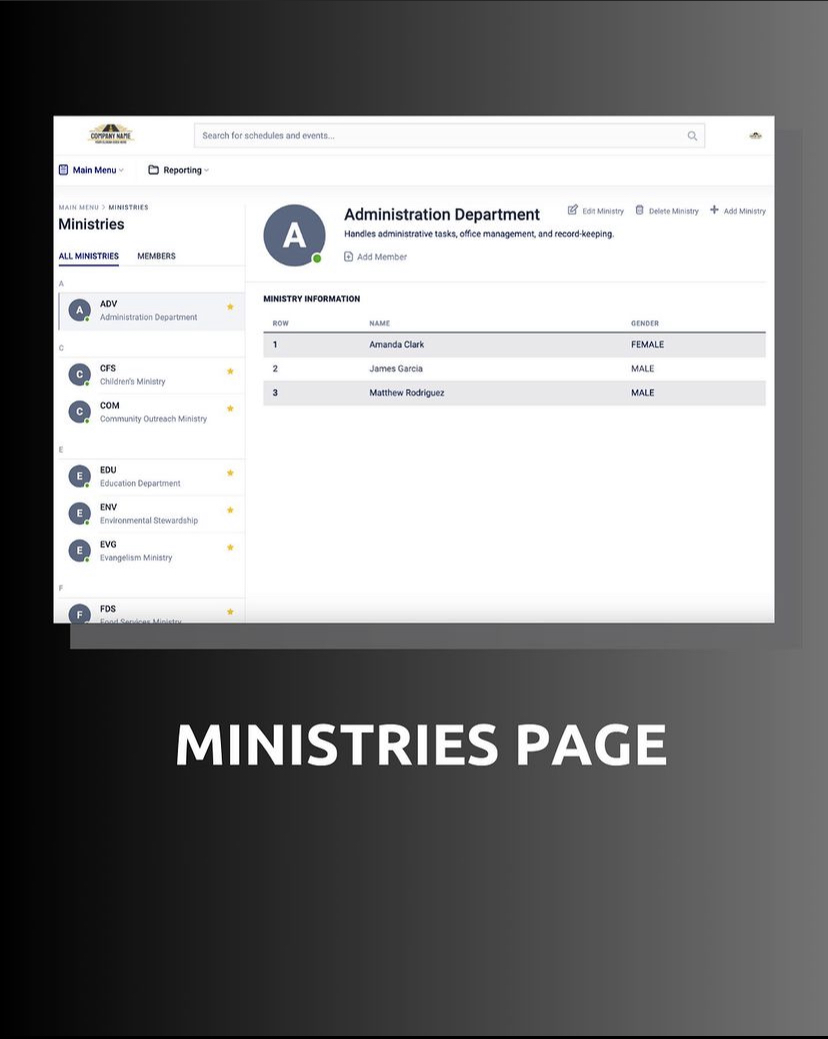 COMPANY NAME
Search for schedules and events...
Main Menu
Reporting
MAIN MENU > MINISTRIES
Ministries
ALL MINISTRIES MEMBERS
A
A
ADV
Administration Department
C
C
CFS
Children's Ministry
C
COM
Community Outreach Ministry
E
E
EDU
Education Department
E
ENV
Environmental Stewardship
E
EVG
Evangelism Ministry
F
F
FDS
Food Services Ministry
A
Administration Department
Edit Ministry Delete Ministry Add Ministry
Handles administrative tasks, office management, and record-keeping.
Add Member
MINISTRY INFORMATION
ROW NAME GENDER
1 Amanda Clark FEMALE
2 James Garcia MALE
3 Matthew Rodriguez MALE
MINISTRIES PAGE